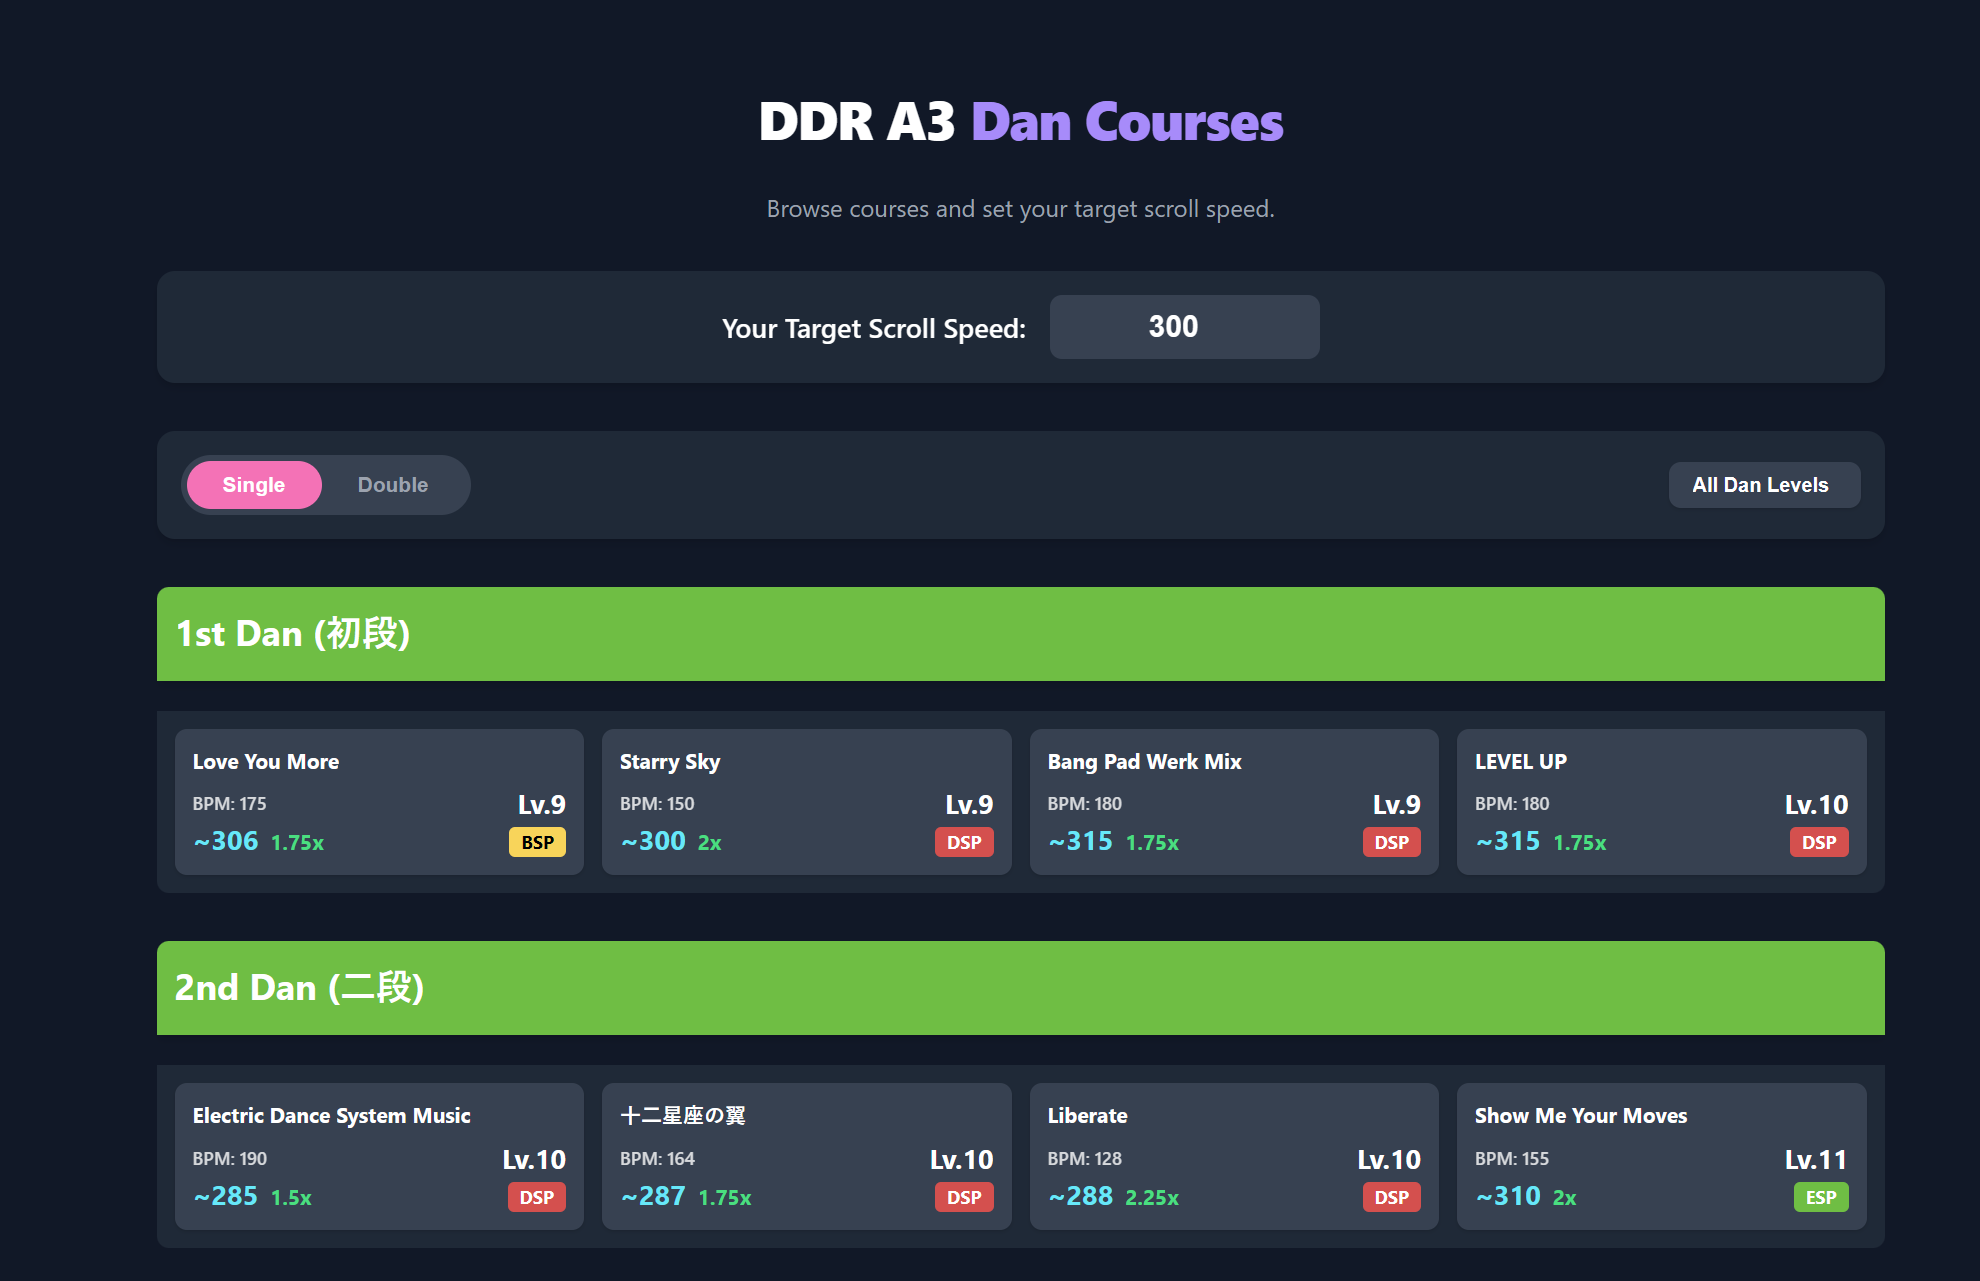 DDR A3 Dan Courses
Browse courses and set your target scroll speed.
Your Target Scroll Speed: 300
Single Double All Dan Levels
1st Dan (初段)
Love You More
BPM: 175 Lv.9
~306 1.75x BSP
Starry Sky
BPM: 150 Lv.9
~300 2x DSP
Bang Pad Werk Mix
BPM: 180 Lv.9
~315 1.75x DSP
LEVEL UP
BPM: 180 Lv.10
~315 1.75x DSP
2nd Dan (二段)
Electric Dance System Music
BPM: 190 Lv.10
~285 1.5x DSP
十二星座の翼
BPM: 164 Lv.10
~287 1.75x DSP
Liberate
BPM: 128 Lv.10
~288 2.25x DSP
Show Me Your Moves
BPM: 155 Lv.11
~310 2x ESP